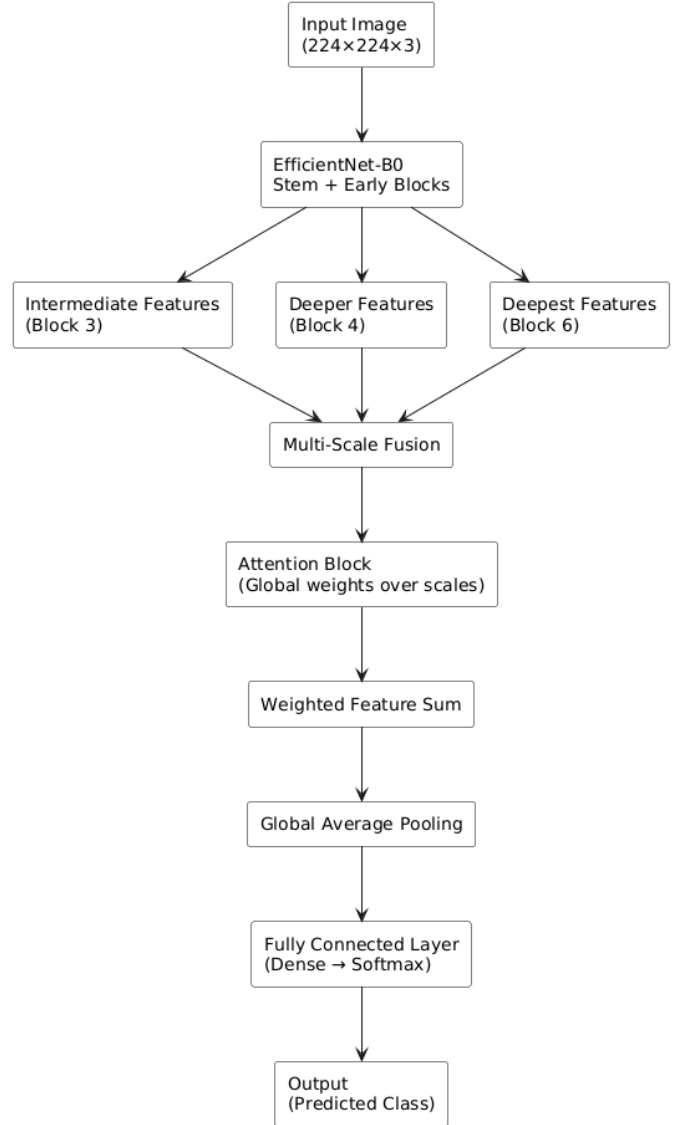 Input Image
(224×224×3)
EfficientNet-B0
Stem + Early Blocks
Intermediate Features
(Block 3)
Deeper Features
(Block 4)
Deepest Features
(Block 6)
Multi-Scale Fusion
Attention Block
(Global weights over scales)
Weighted Feature Sum
Global Average Pooling
Fully Connected Layer
(Dense → Softmax)
Output
(Predicted Class)